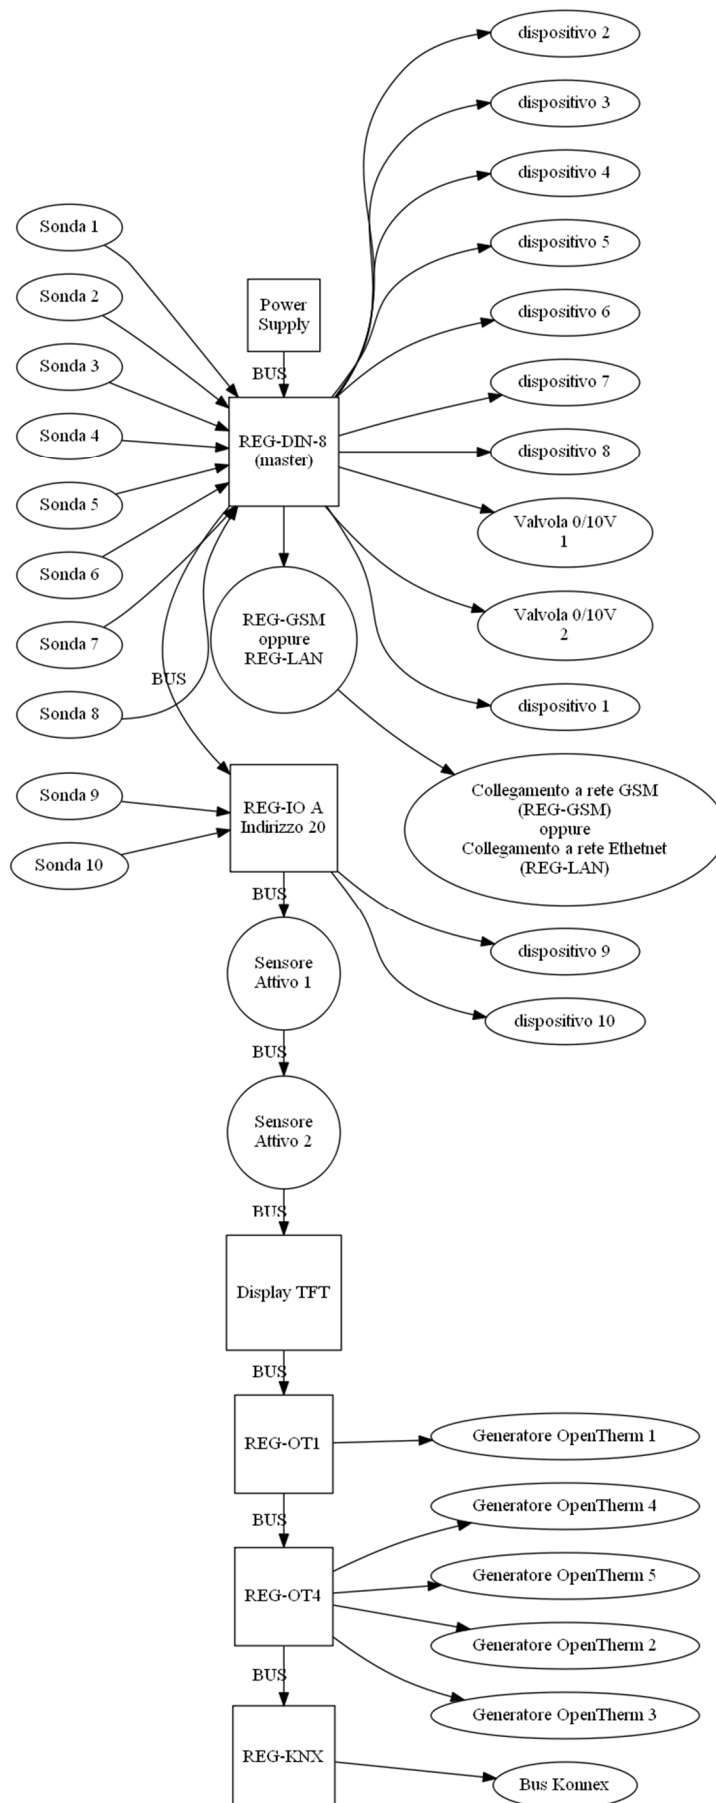 dispositivo 2
dispositivo 3
dispositivo 4
Sonda 1
dispositivo 5
Sonda 2
Power
Supply
dispositivo 6
Sonda 3
BUS
dispositivo 7
Sonda 4
REG-DIN-8
(master)
dispositivo 8
Sonda 5
Valvola 0/10V
1
Sonda 6
REG-GSM
oppure
REG-LAN
Valvola 0/10V
2
Sonda 7
BUS
Sonda 8
dispositivo 1
Sonda 9
REG-IO A
Indirizzo 20
Collegamento a rete GSM
(REG-GSM)
oppure
Collegamento a rete Ethetnet
(REG-LAN)
Sonda 10
BUS
Sensore
Attivo 1
dispositivo 9
dispositivo 10
BUS
Sensore
Attivo 2
BUS
Display TFT
BUS
REG-OT1
Generatore OpenTherm 1
BUS
Generatore OpenTherm 4
REG-OT4
Generatore OpenTherm 5
Generatore OpenTherm 2
BUS
Generatore OpenTherm 3
REG-KNX
Bus Konnex